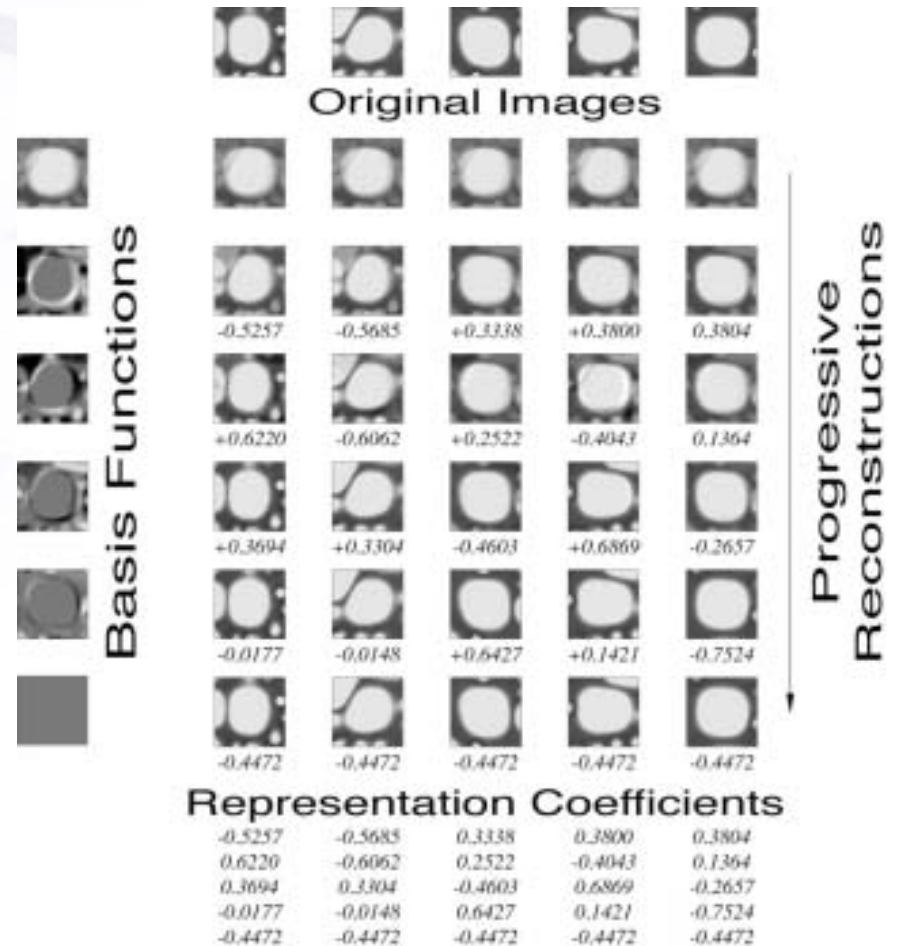 Original Images
Basis Functions
Progressive
Reconstructions
-0.5257 -0.5685 +0.3338 +0.3800 0.3804
+0.6220 -0.6062 +0.2522 -0.4043 0.1364
+0.3694 +0.3304 -0.4603 +0.6869 -0.2657
-0.0177 -0.0148 +0.6427 +0.1421 -0.7524
-0.4472 -0.4472 -0.4472 -0.4472 -0.4472
Representation Coefficients
-0.5257 -0.5685 0.3338 0.3800 0.3804
0.6220 -0.6062 0.2522 -0.4043 0.1364
0.3694 0.3304 -0.4603 0.6869 -0.2657
-0.0177 -0.0148 0.6427 0.1421 -0.7524
-0.4472 -0.4472 -0.4472 -0.4472 -0.4472